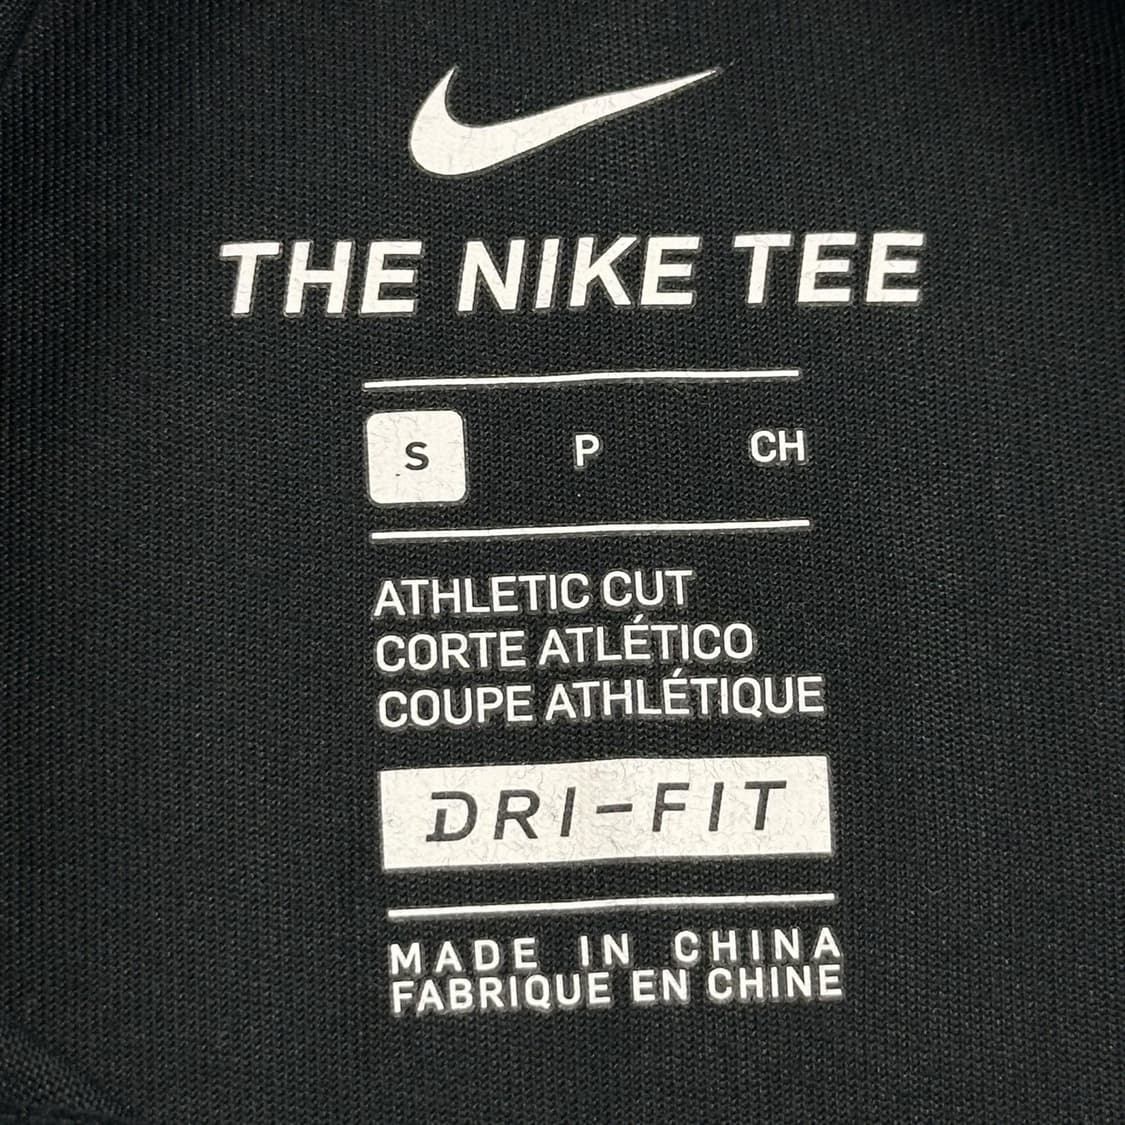 THE NIKE TEE
S P CH
ATHLETIC CUT
CORTE ATLÉTICO
COUPE ATHLÉTIQUE
DRI-FIT
MADE IN CHINA
FABRIQUE EN CHINE